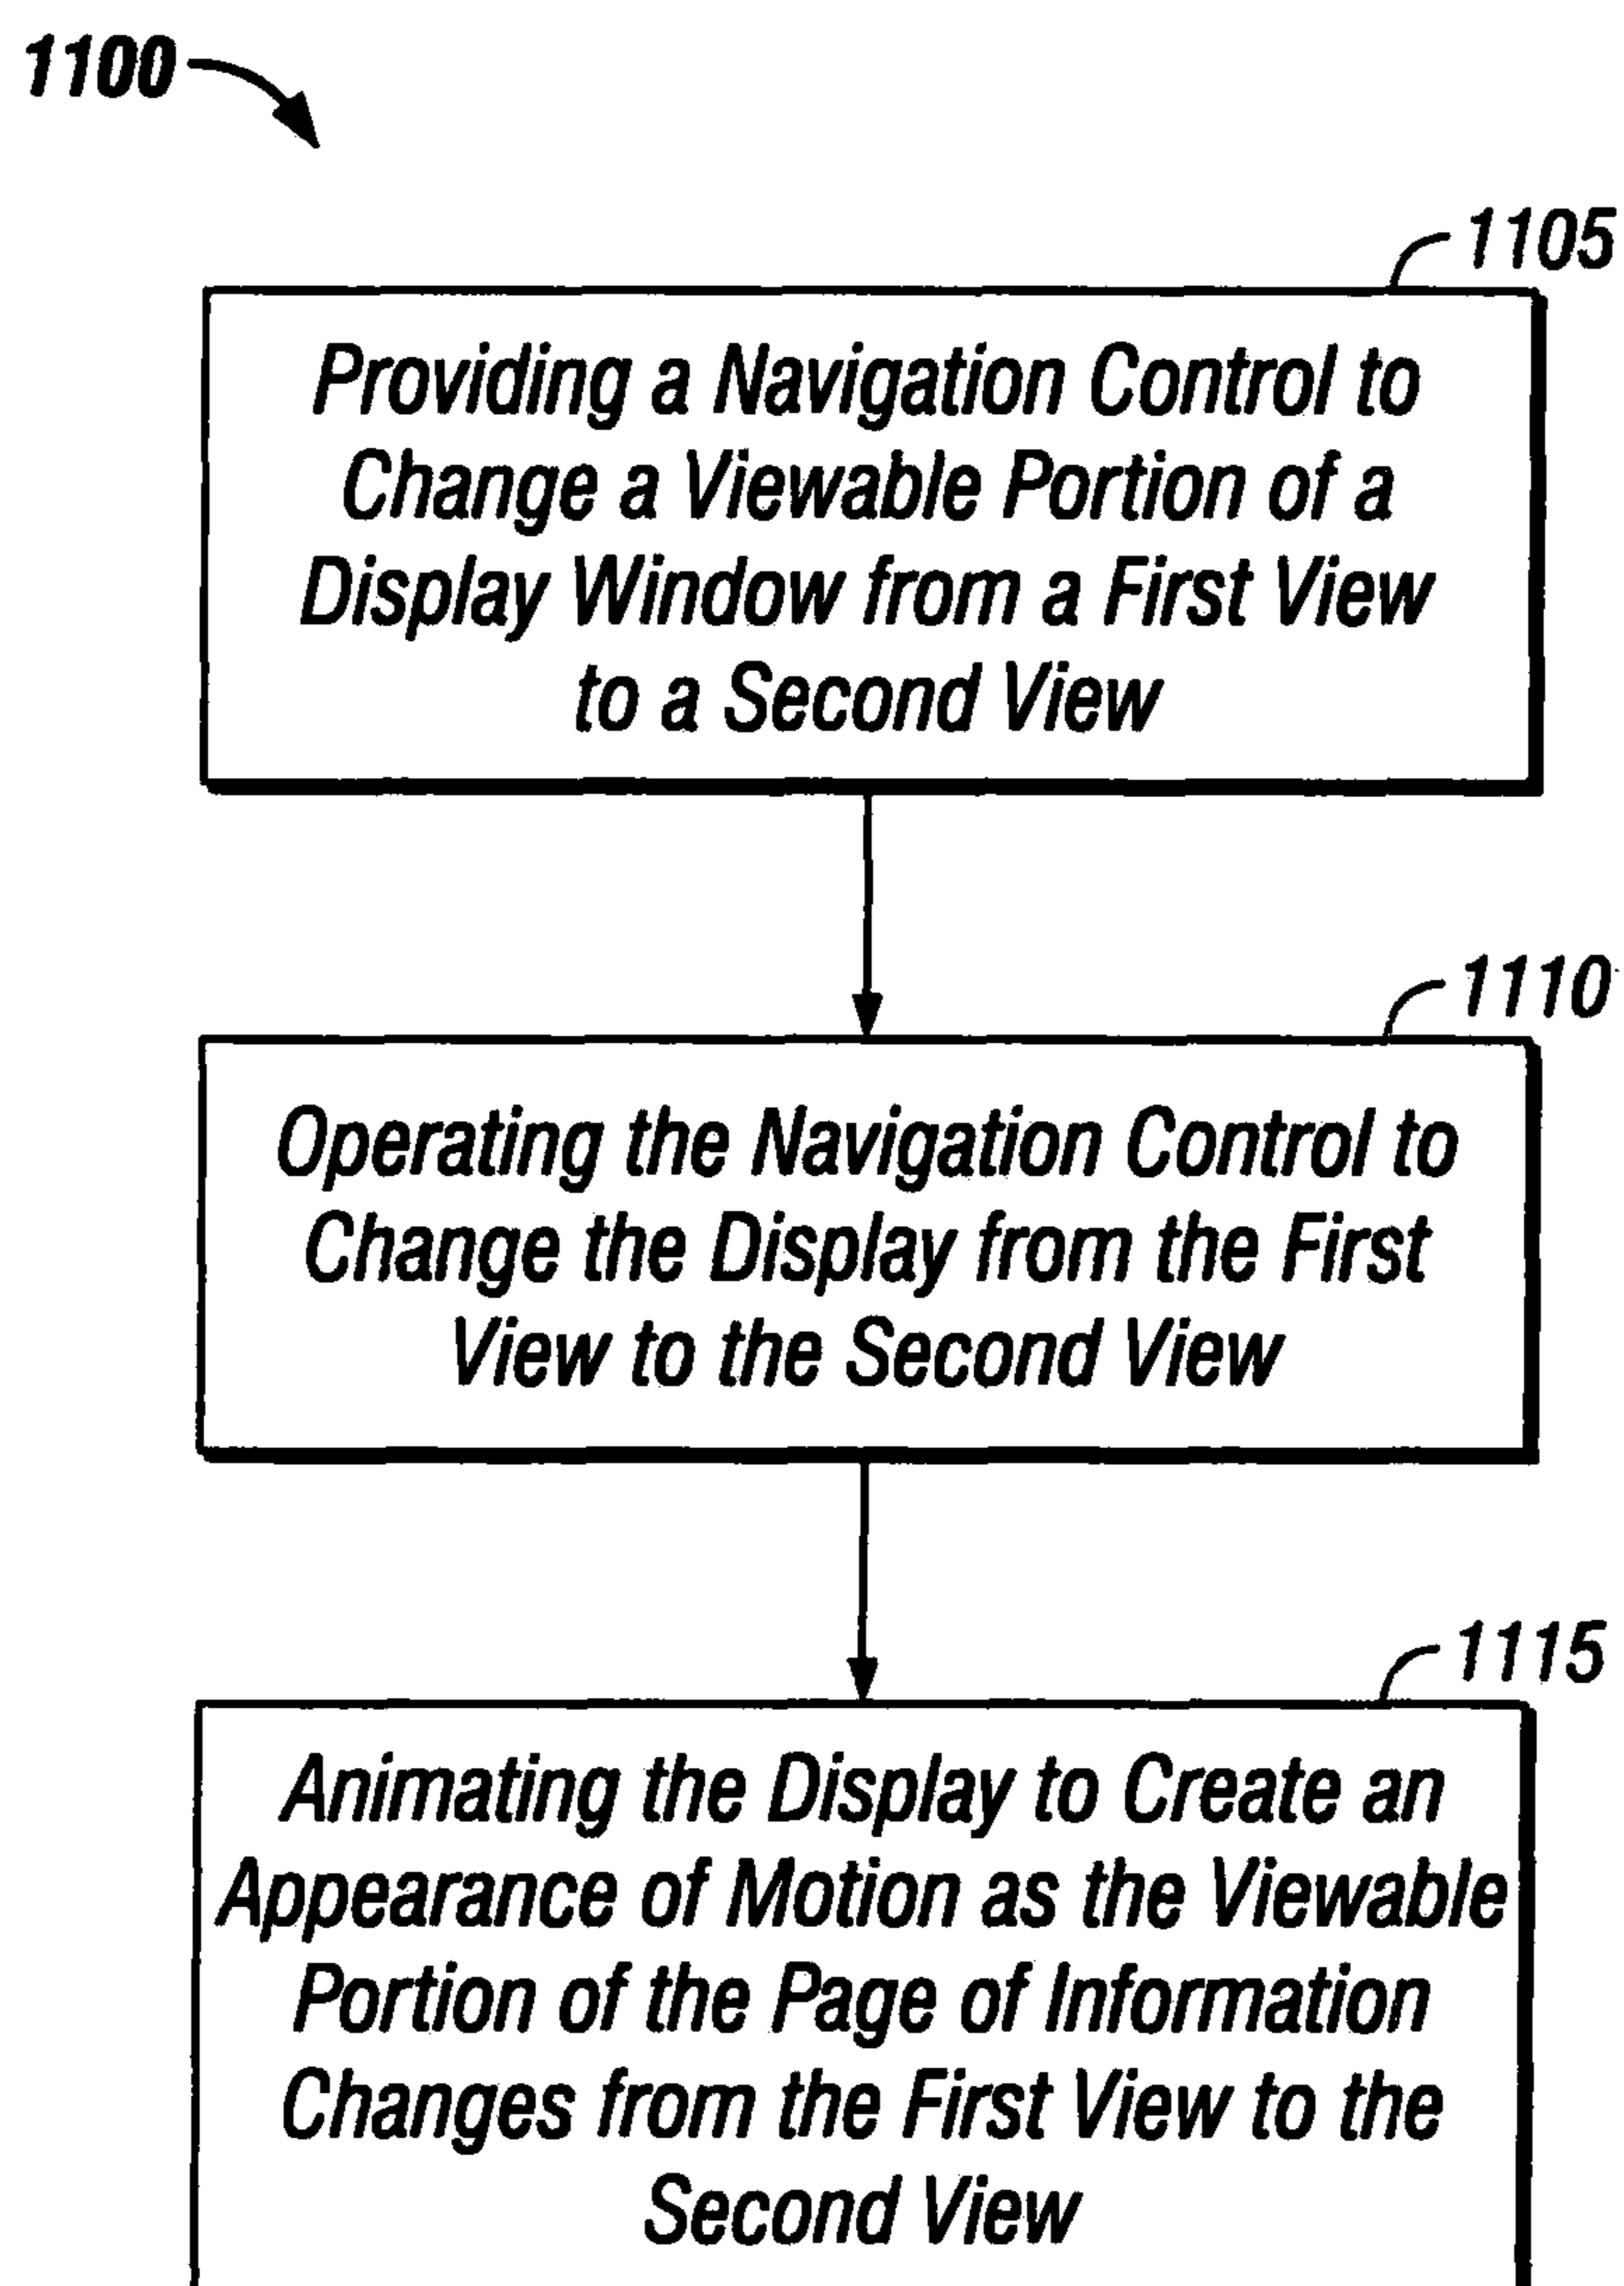 1100
1105
Providing a Navigation Control to
Change a Viewable Portion of a
Display Window from a First View
to a Second View
1110
Operating the Navigation Control to
Change the Display from the First
View to the Second View
1115
Animating the Display to Create an
Appearance of Motion as the Viewable
Portion of the Page of Information
Changes from the First View to the
Second View